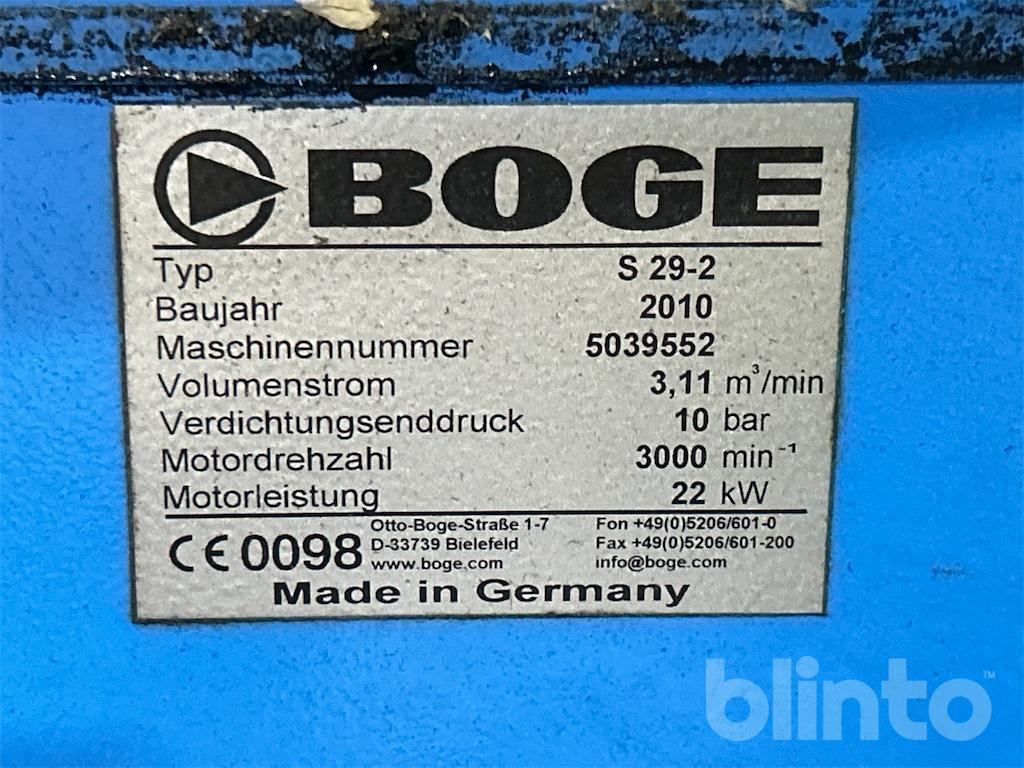 BOGE
Typ S 29-2
Baujahr 2010
Maschinennummer 5039552
Volumenstrom 3,11 m³/min
Verdichtungsenddruck 10 bar
Motordrehzahl 3000 min⁻¹
Motorleistung 22 kW
CE 0098
Otto-Boge-Straße 1-7
D-33739 Bielefeld
www.boge.com
Fon +49(0)5206/601-0
Fax +49(0)5206/601-200
info@boge.com
Made in Germany
blinto™